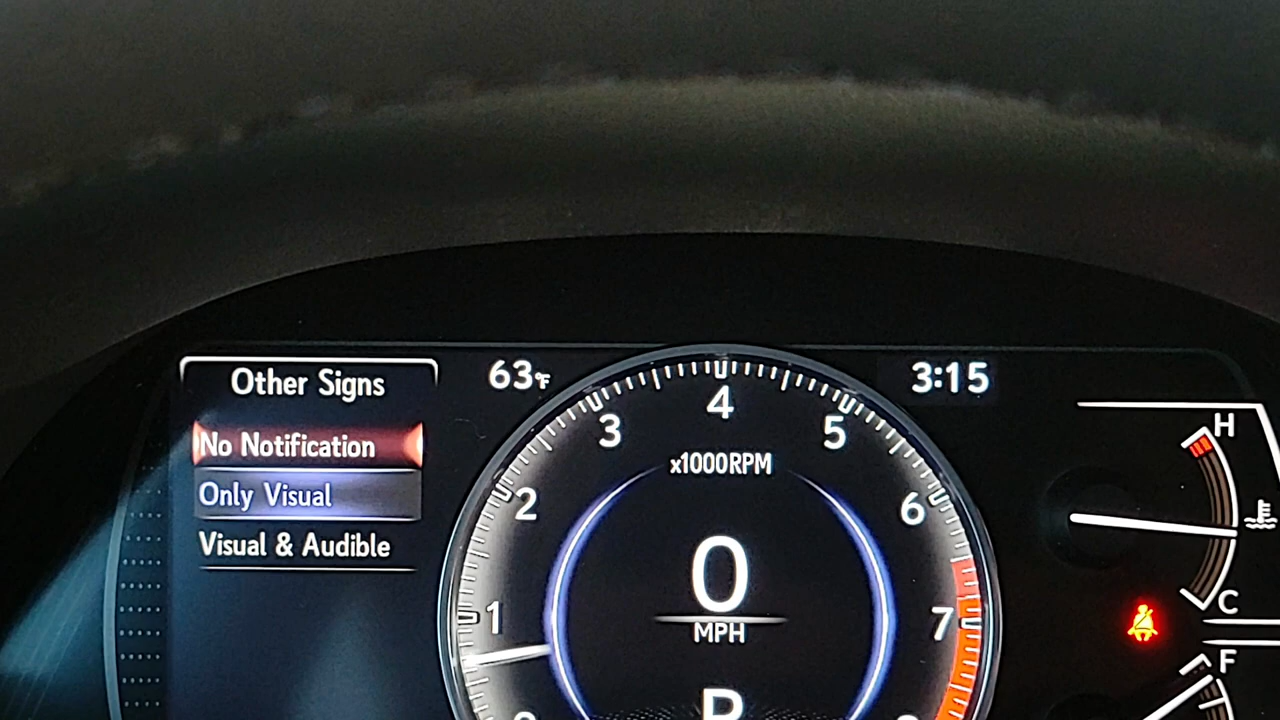 Other Signs
No Notification
Only Visual
Visual & Audible
63°F
3:15
1
2
3
4
5
6
7
x1000RPM
0
MPH
P
H
C
F